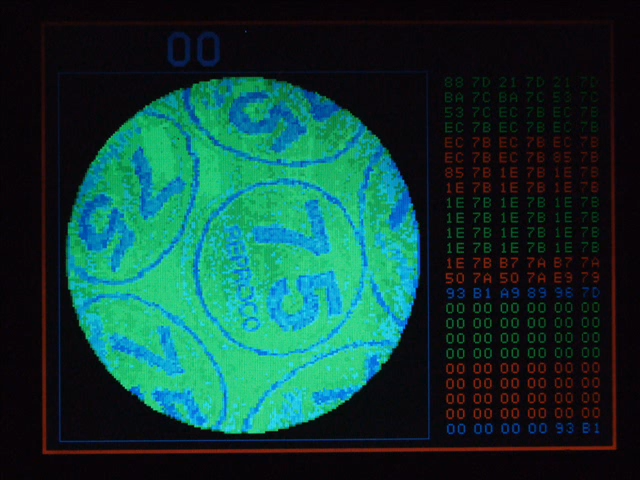 00
88 7D 21 7D 21 7D
BA 7C BA 7C 53 7C
53 7C EC 7B EC 7C
EC 7B EC 7B EC 7B
EC 7B EC 7B EC 7B
EC 7B EC 7B 85 7B
85 7B 1E 7B 1E 7B
1E 7B 1E 7B 1E 7B
1E 7B 1E 7B 1E 7B
1E 7B 1E 7B 1E 7B
1E 7B 1E 7B 1E 7B
1E 7B 1E 7B 1E 7B
1E 7B B7 7A B7 7A
50 7A 50 7A E9 79
93 B1 A9 89 96 7D
00 00 00 00 00 00
00 00 00 00 00 00
00 00 00 00 00 00
00 00 00 00 00 00
00 00 00 00 00 00
00 00 00 00 00 00
00 00 00 00 00 00
00 00 00 00 00 00
00 00 00 00 93 B1
75
75
75
7